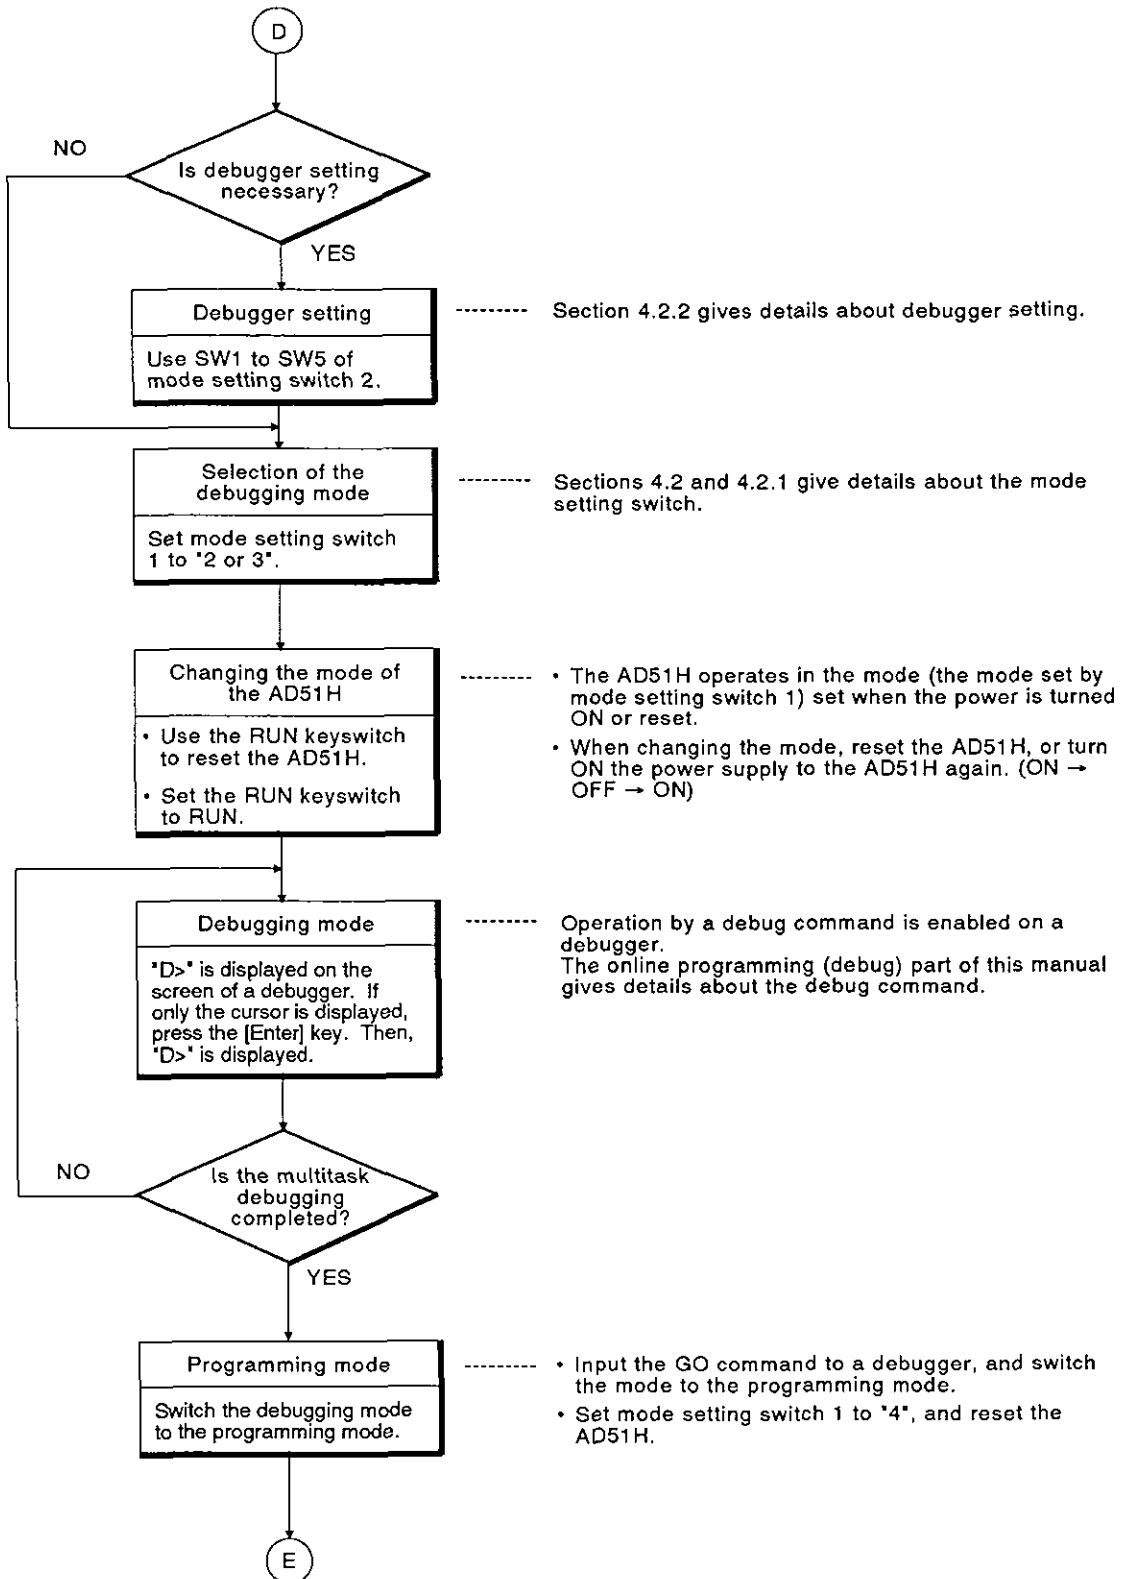 D
NO
Is debugger setting
necessary?
YES
Debugger setting
Use SW1 to SW5 of
mode setting switch 2.
Section 4.2.2 gives details about debugger setting.
Selection of the
debugging mode
Set mode setting switch
1 to "2 or 3".
Sections 4.2 and 4.2.1 give details about the mode
setting switch.
Changing the mode of
the AD51H
• Use the RUN keyswitch
to reset the AD51H.
• Set the RUN keyswitch
to RUN.
• The AD51H operates in the mode (the mode set by
mode setting switch 1) set when the power is turned
ON or reset.
• When changing the mode, reset the AD51H, or turn
ON the power supply to the AD51H again. (ON →
OFF → ON)
Debugging mode
"D>" is displayed on the
screen of a debugger. If
only the cursor is displayed,
press the [Enter] key. Then,
"D>" is displayed.
Operation by a debug command is enabled on a
debugger.
The online programming (debug) part of this manual
gives details about the debug command.
NO
Is the multitask
debugging
completed?
YES
Programming mode
Switch the debugging mode
to the programming mode.
• Input the GO command to a debugger, and switch
the mode to the programming mode.
• Set mode setting switch 1 to "4", and reset the
AD51H.
E